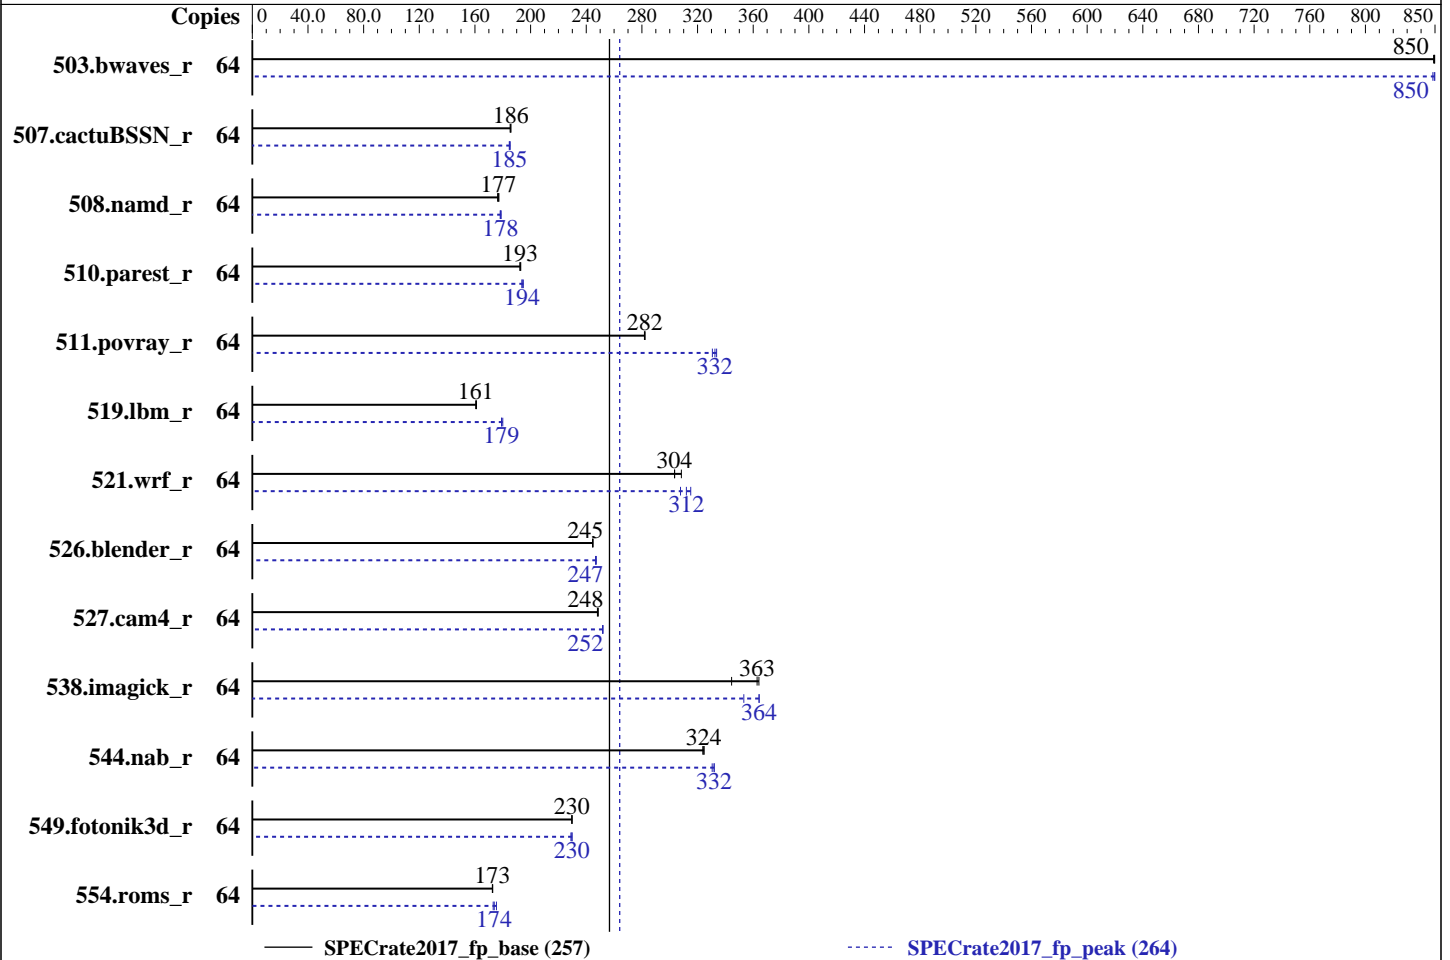 Copies 0 40.0 80.0 120 160 200 240 280 320 360 400 440 480 520 560 600 640 680 720 760 800 850
503.bwaves_r 64 850
850
507.cactuBSSN_r 64 186
185
508.namd_r 64 177
178
510.parest_r 64 193
194
511.povray_r 64 282
332
519.lbm_r 64 161
179
521.wrf_r 64 304
312
526.blender_r 64 245
247
527.cam4_r 64 248
252
538.imagick_r 64 363
364
544.nab_r 64 324
332
549.fotonik3d_r 64 230
230
554.roms_r 64 173
174
SPECrate2017_fp_base (257) SPECrate2017_fp_peak (264)